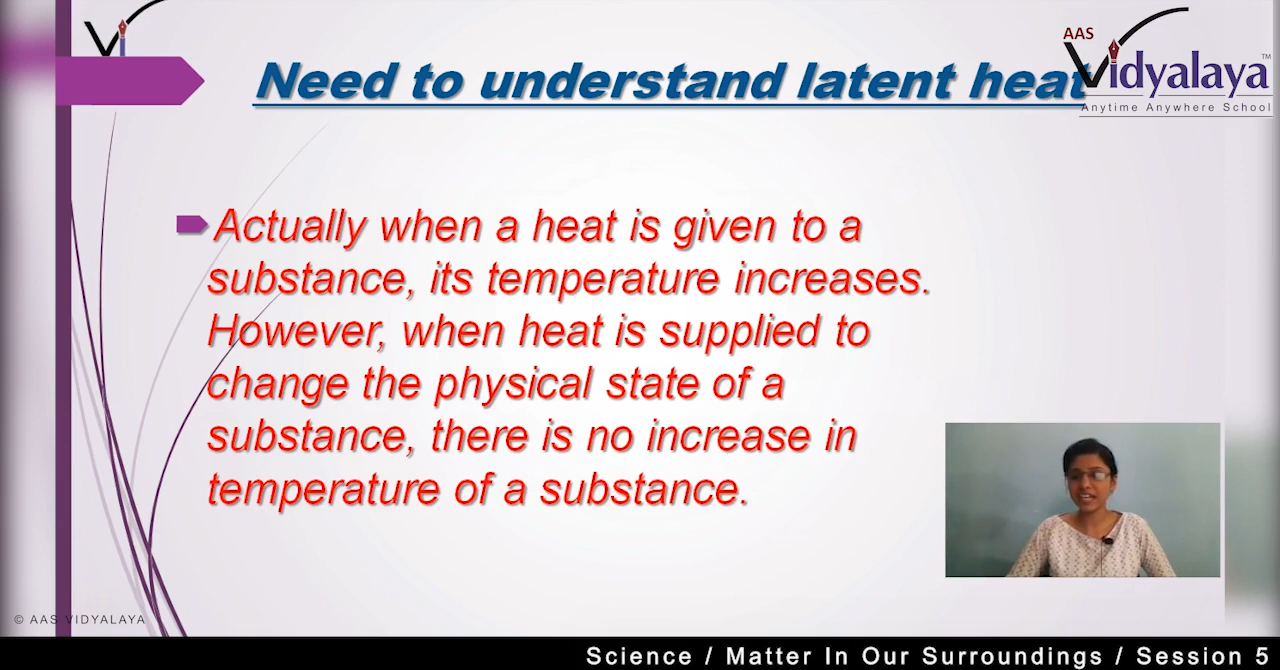 Vi
Need to understand latent heat
AAS
Vidyalaya
TM
Anytime Anywhere School
Actually when a heat is given to a
substance, its temperature increases.
However, when heat is supplied to
change the physical state of a
substance, there is no increase in
temperature of a substance.
© AAS VIDYALAYA
Science / Matter In Our Surroundings / Session 5